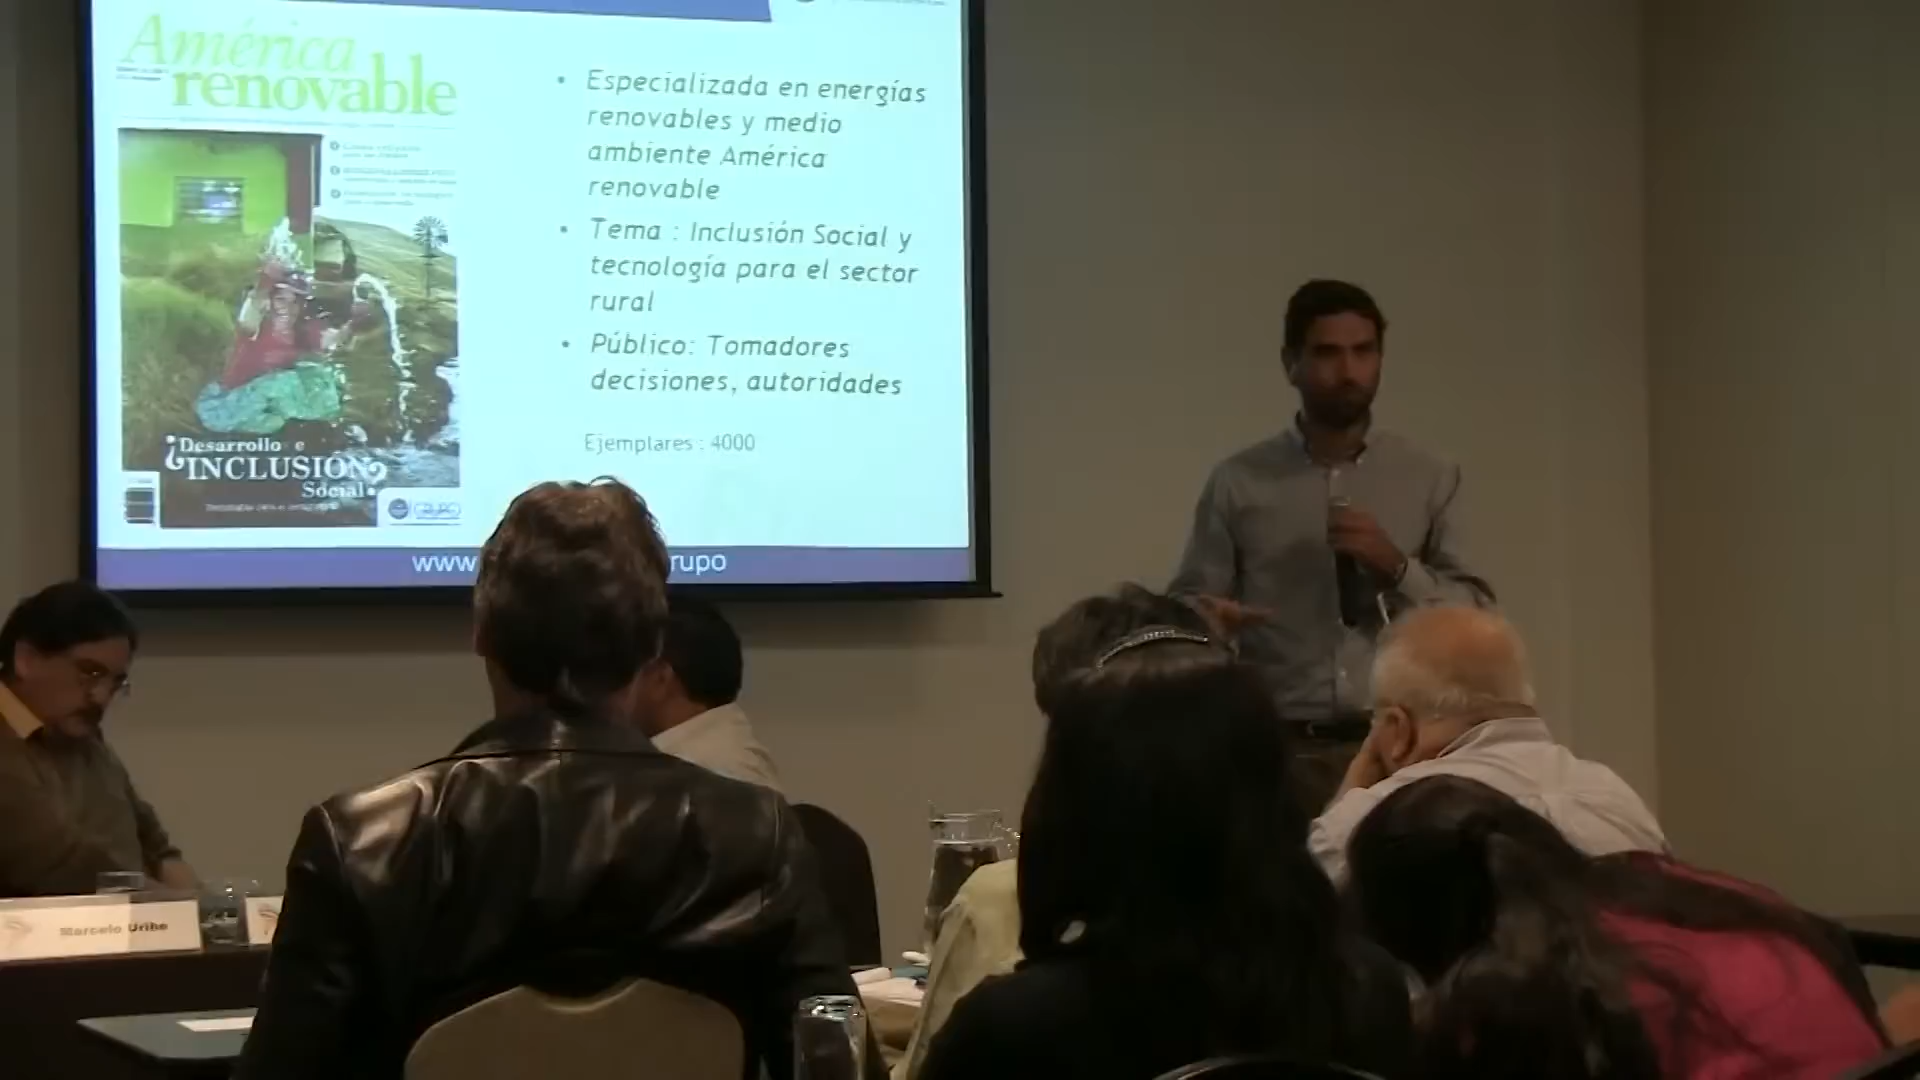 América
renovable
• Especializada en energías
renovables y medio
ambiente América
renovable
• Tema : Inclusión Social y
tecnología para el sector
rural
• Público: Tomadores
decisiones, autoridades
Ejemplares : 4000
¿Desarrollo e
INCLUSIÓN?
Social
GRUPO
www
rupo
Marcelo Uribe